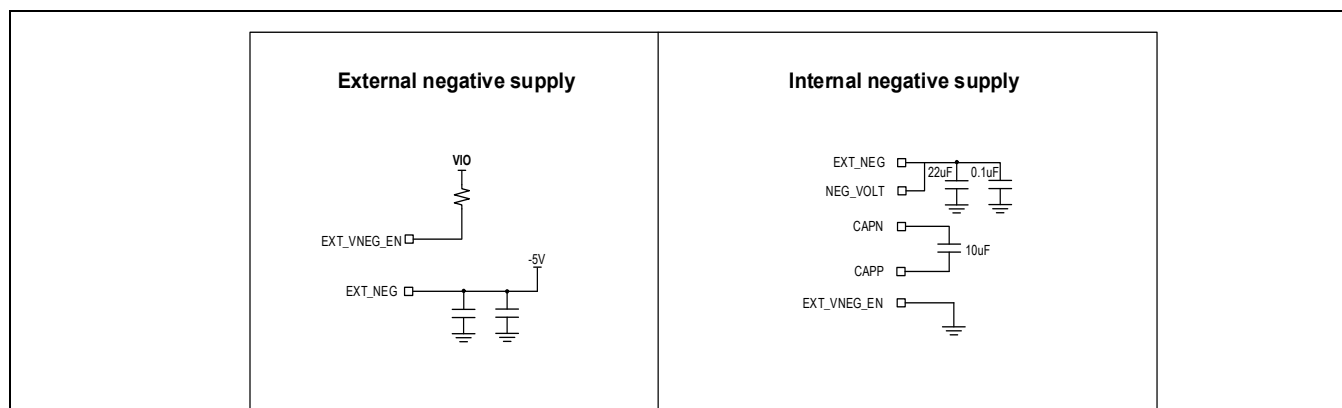 External negative supply
VIO
EXT_VNEG_EN
-5V
EXT_NEG
Internal negative supply
EXT_NEG
22uF
0.1uF
NEG_VOLT
CAPN
10uF
CAPP
EXT_VNEG_EN